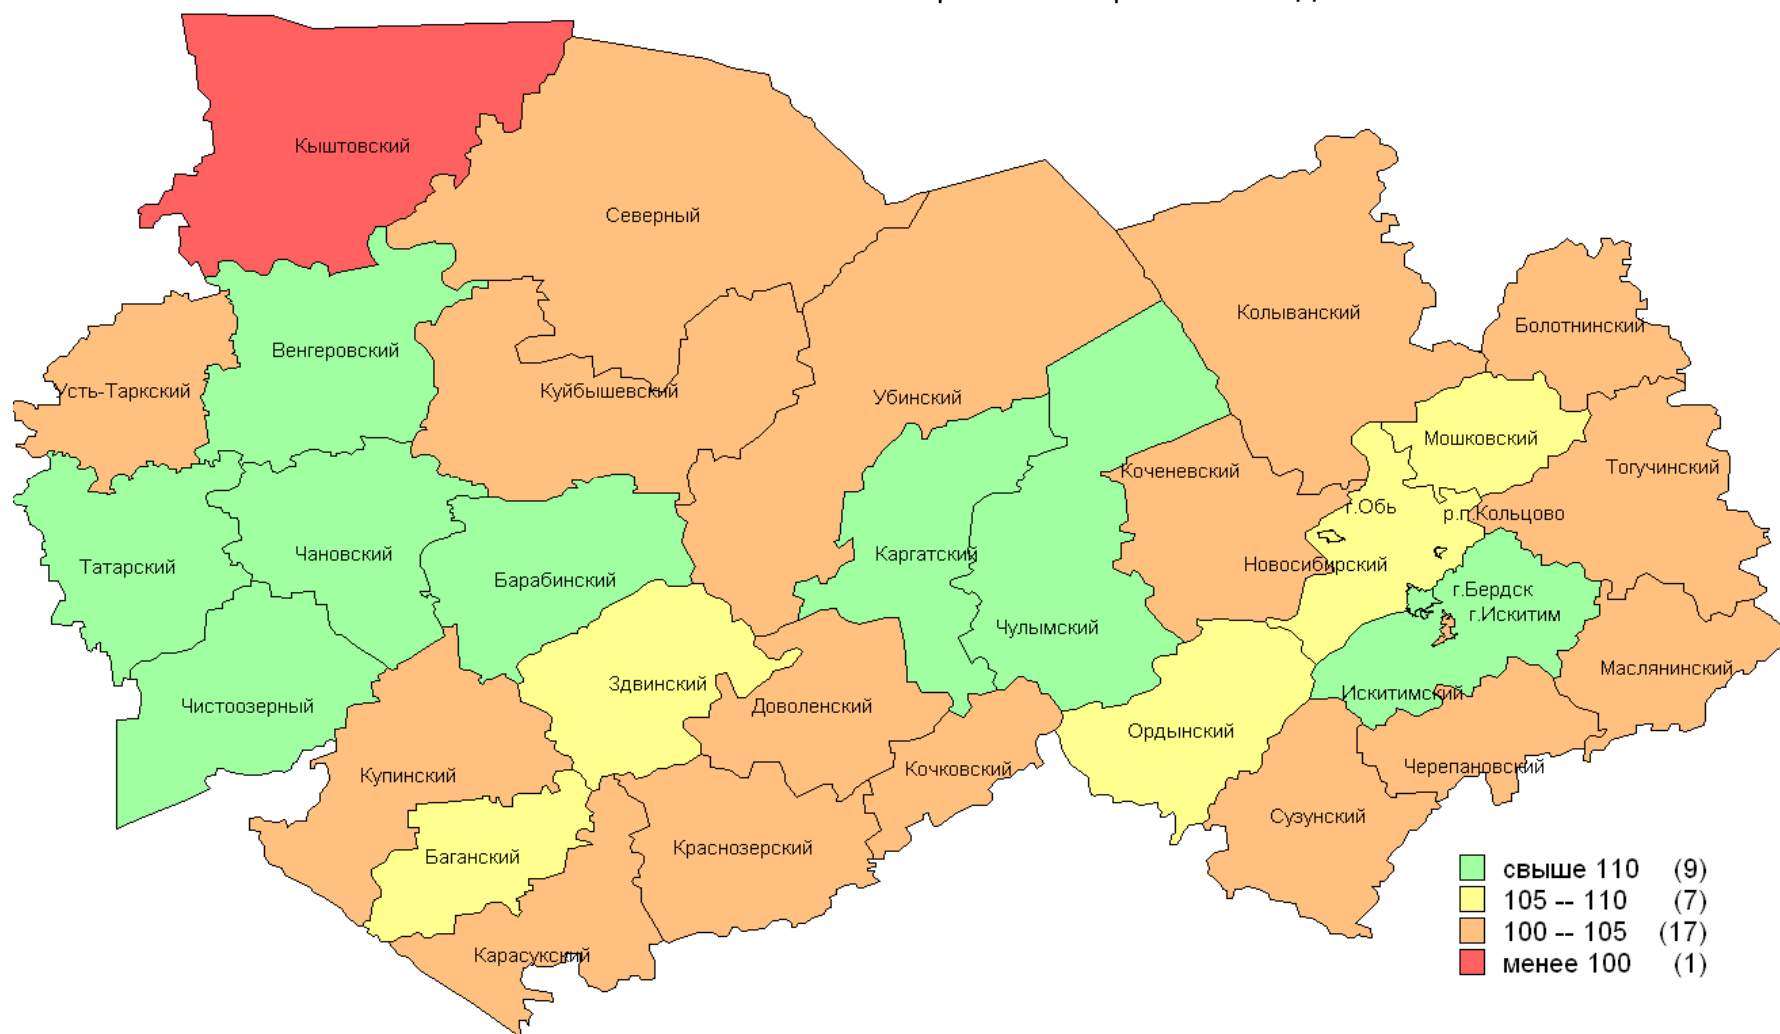 Кыштовский
Северный
Колыванский
Болотнинский
Венгеровский
Усть-Таркский
Куйбышевский
Убинский
Мошковский
Коченевский
Тогучинский
г.Обь
р.п.Кольцово
Татарский
Чановский
Барабинский
Каргатский
Новосибирский
г.Бердск
г.Искитим
Чулымский
Маслянинский
Здвинский
Искитимский
Чистоозерный
Доволенский
Ордынский
Купинский
Кочковский
Черепановский
Сузунский
Баганский
Краснозерский
Карасукский
свыше 110 (9)
105 -- 110 (7)
100 -- 105 (17)
менее 100 (1)